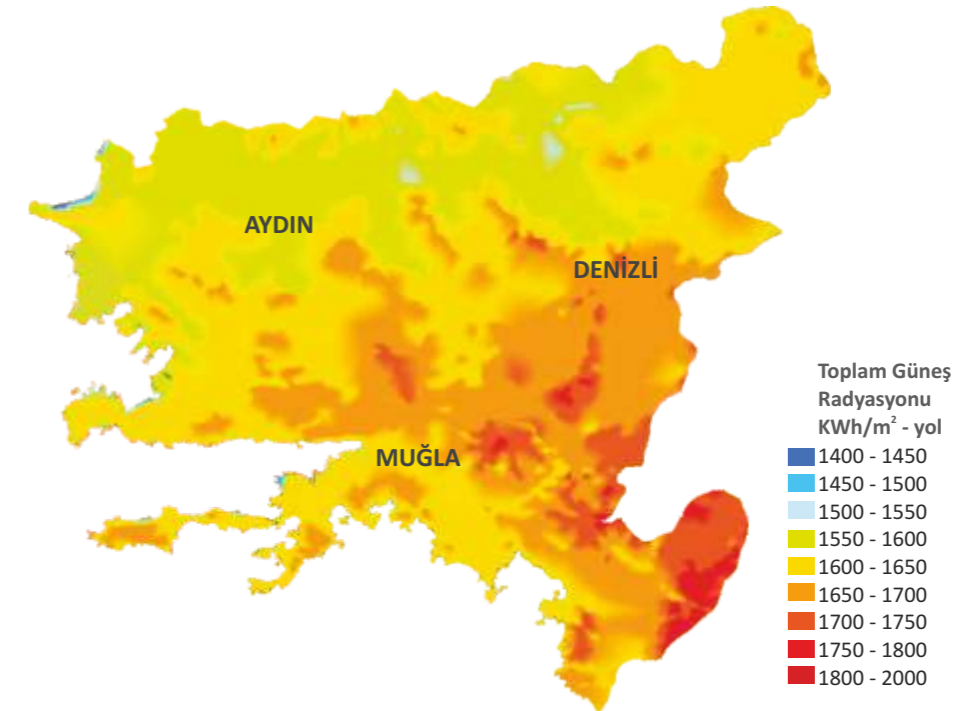 AYDIN
DENİZLİ
MUĞLA
Toplam Güneş
Radyasyonu
KWh/m² - yol
1400 - 1450
1450 - 1500
1500 - 1550
1550 - 1600
1600 - 1650
1650 - 1700
1700 - 1750
1750 - 1800
1800 - 2000